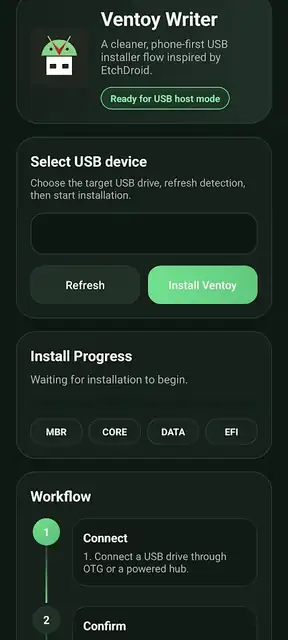 Ventoy Writer
A cleaner, phone-first USB
installer flow inspired by
EtchDroid.
Ready for USB host mode
Select USB device
Choose the target USB drive, refresh detection,
then start installation.
Refresh
Install Ventoy
Install Progress
Waiting for installation to begin.
MBR
CORE
DATA
EFI
Workflow
1
Connect
1. Connect a USB drive through
OTG or a powered hub.
2
Confirm